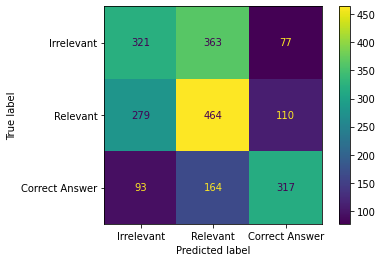 Irrelevant 321 363 77
Relevant 279 464 110
Correct Answer 93 164 317
Irrelevant Relevant Correct Answer
Predicted label
True label
450
400
350
300
250
200
150
100